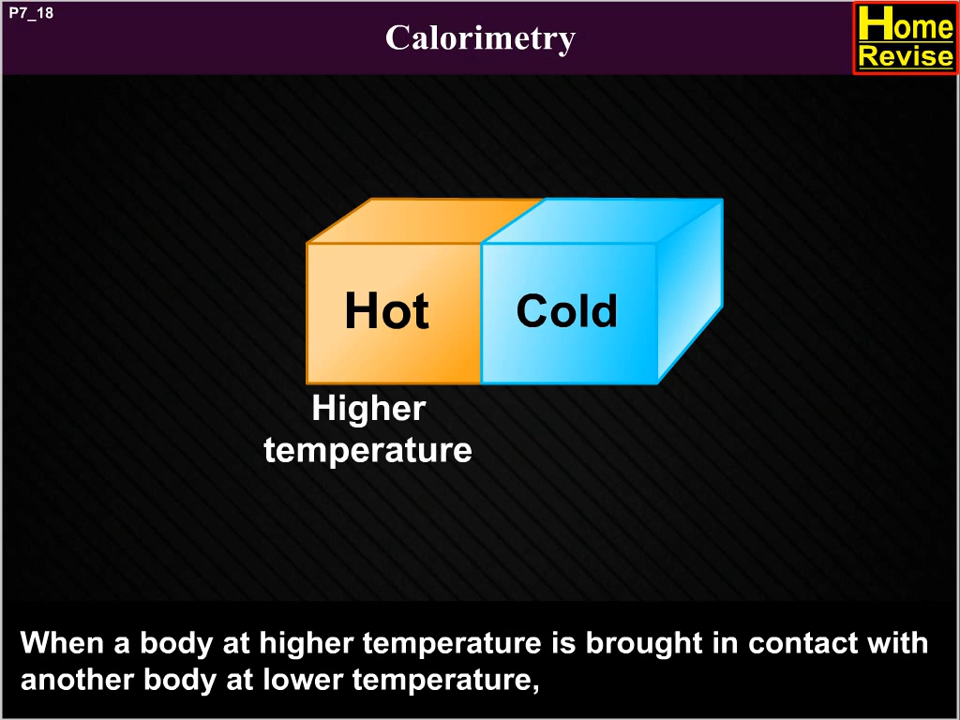 P7_18
Calorimetry
Home
Revise
Hot
Cold
Higher
temperature
When a body at higher temperature is brought in contact with
another body at lower temperature,